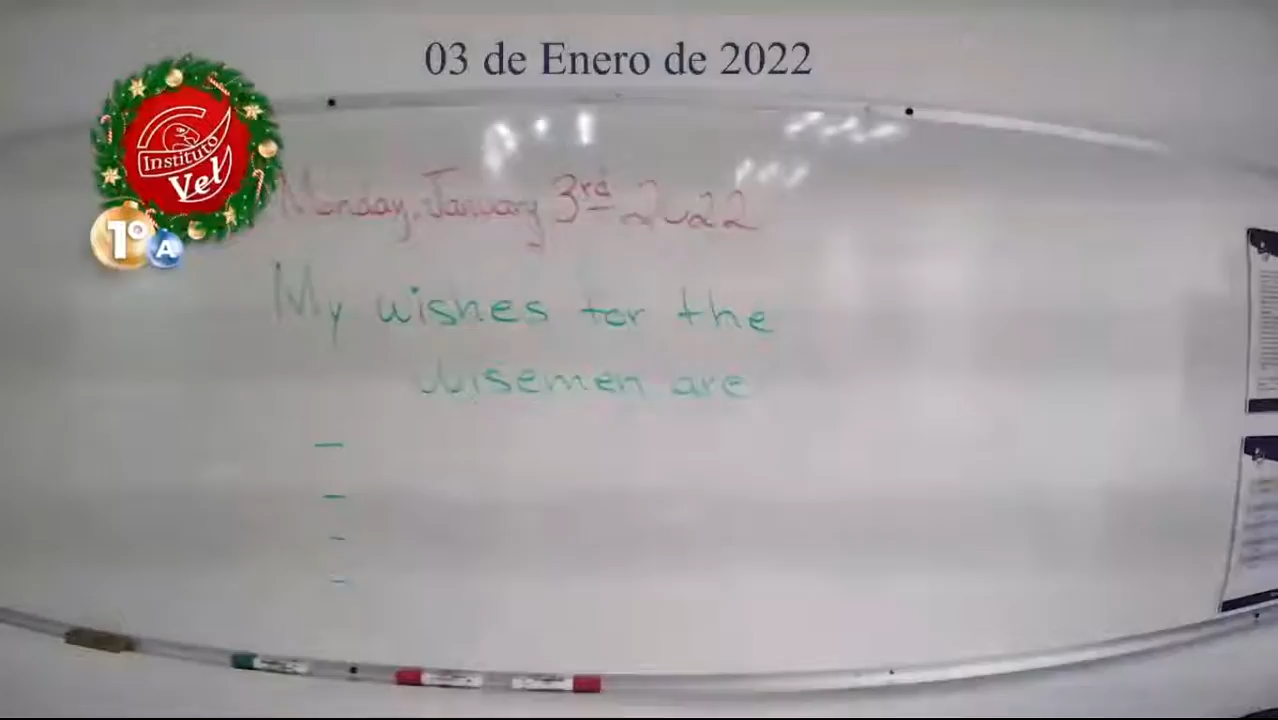 03 de Enero de 2022
Instituto
Vel
1° A
Monday, January 3rd 2022
My wishes for the
wisemen are
-
-
-
-